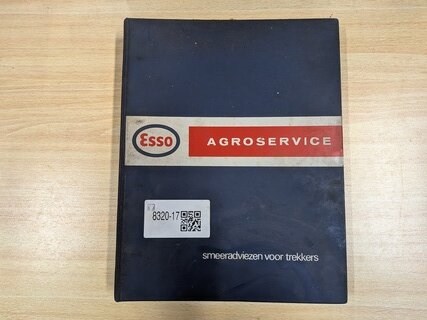 Esso
AGROSERVICE
8320-17
smeeradviezen voor trekkers